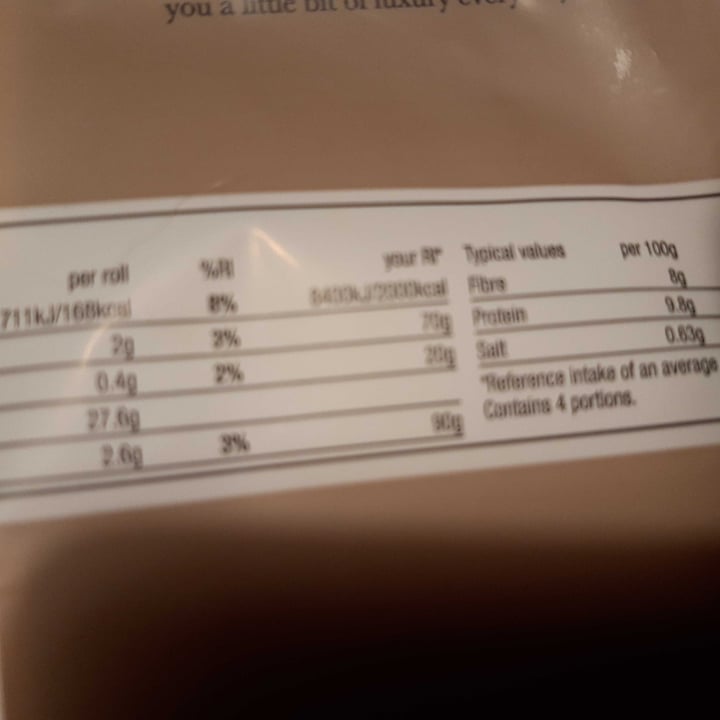 you a little bit of luxury
per roll %RI your RI* Typical values per 100g
711kJ/168kcal 8% 8400kJ/2000kcal Fibre 8g
2g 3% 70g Protein 9.8g
0.4g 2% 20g Salt 0.63g
27.6g *Reference intake of an average
2.6g 3% 90g Contains 4 portions.